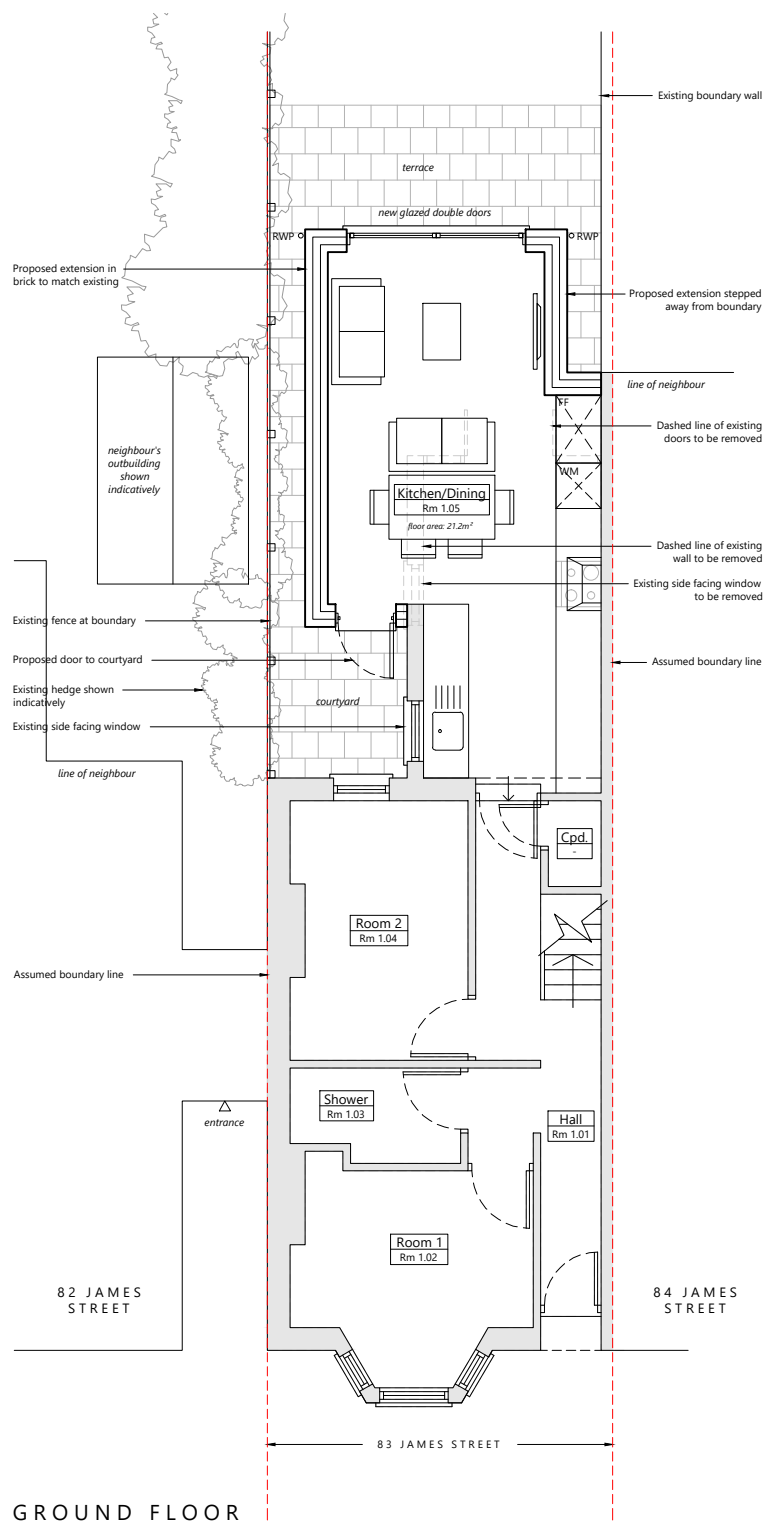 Existing boundary wall
terrace
new glazed double doors
RWP
RWP
Proposed extension in
brick to match existing
Proposed extension stepped
away from boundary
line of neighbour
FF
Dashed line of existing
doors to be removed
neighbour's
outbuilding
shown
indicatively
WM
Kitchen/Dining
Rm 1.05
floor area: 21.2m²
Dashed line of existing
wall to be removed
Existing side facing window
to be removed
Existing fence at boundary
Proposed door to courtyard
Assumed boundary line
Existing hedge shown
indicatively
courtyard
Existing side facing window
line of neighbour
Cpd.
-
Room 2
Rm 1.04
Assumed boundary line
Shower
Rm 1.03
entrance
Hall
Rm 1.01
Room 1
Rm 1.02
82 JAMES
STREET
84 JAMES
STREET
83 JAMES STREET
GROUND FLOOR